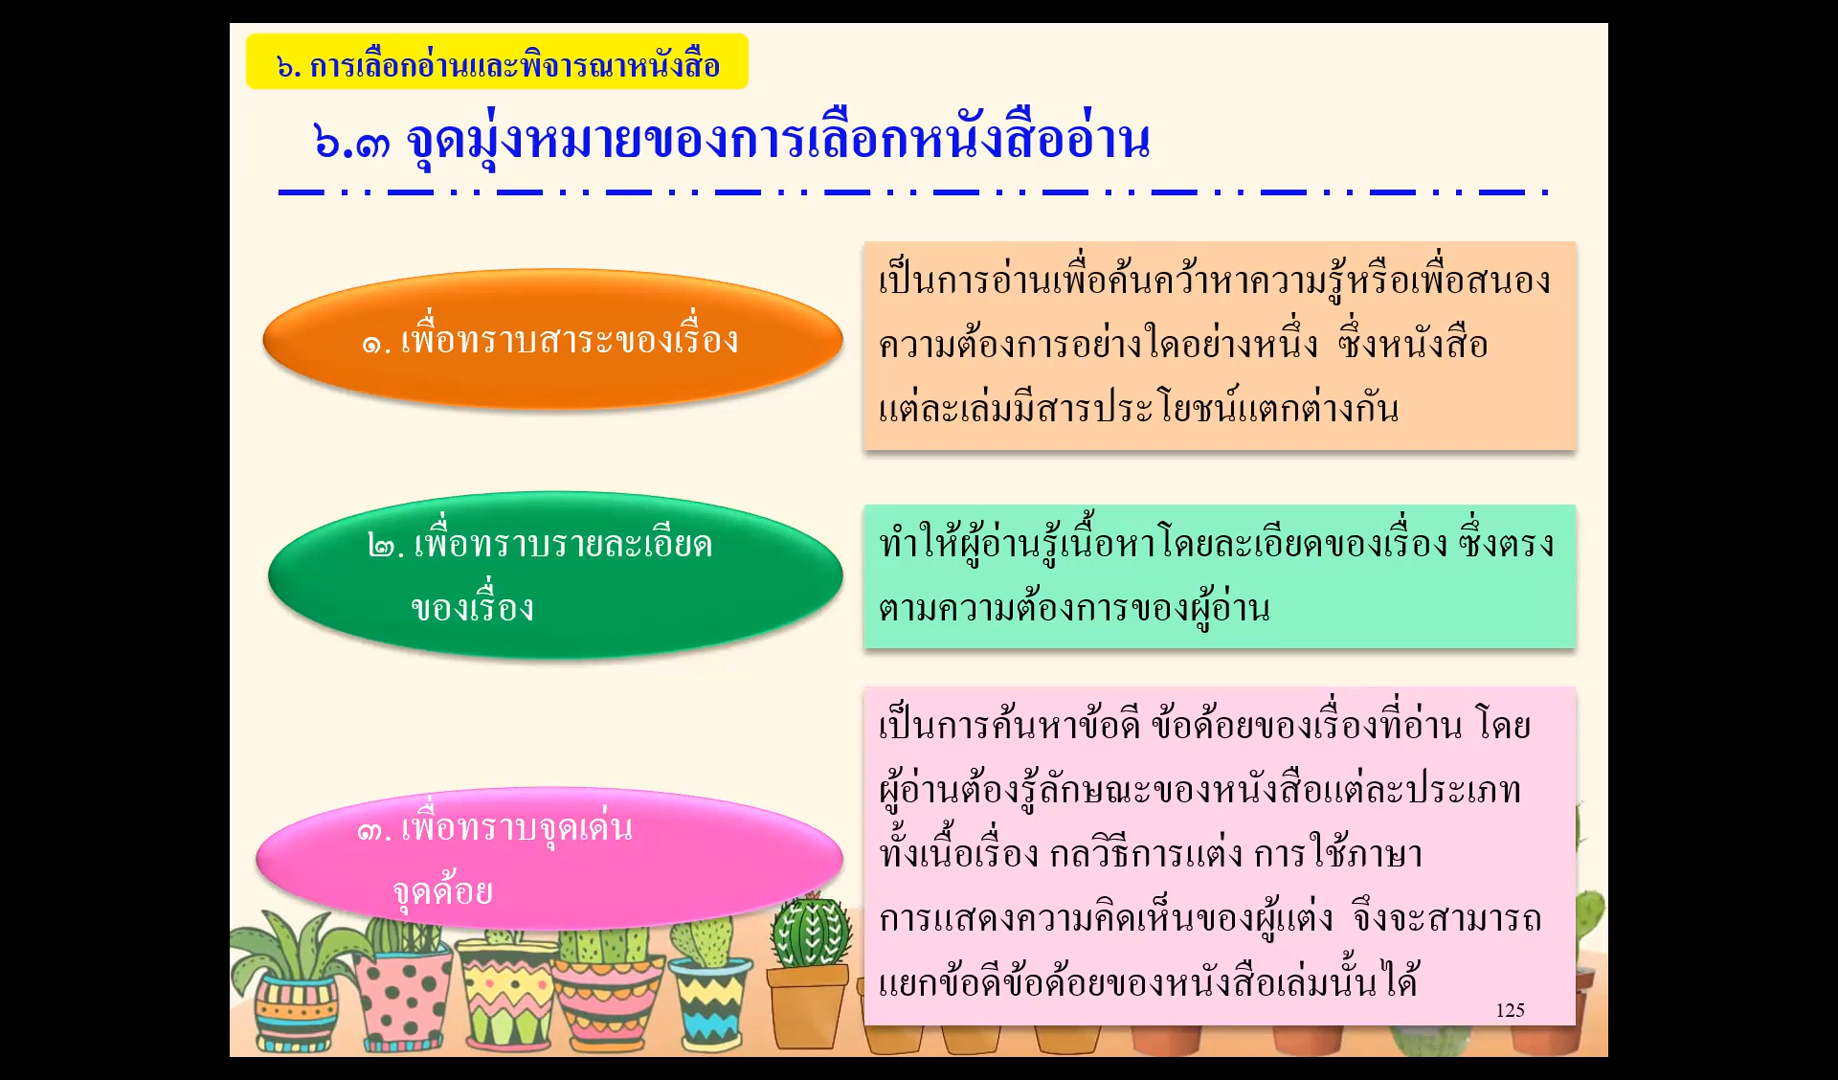 ๖. การเลือกอ่านและพิจารณาหนังสือ
๖.๓ จุดมุ่งหมายของการเลือกหนังสืออ่าน
๑. เพื่อทราบสาระของเรื่อง
เป็นการอ่านเพื่อค้นคว้าหาความรู้หรือเพื่อสนอง
ความต้องการอย่างใดอย่างหนึ่ง ซึ่งหนังสือ
แต่ละเล่มมีสารประโยชน์แตกต่างกัน
๒. เพื่อทราบรายละเอียด
ของเรื่อง
ทำให้ผู้อ่านรู้เนื้อหาโดยละเอียดของเรื่อง ซึ่งตรง
ตามความต้องการของผู้อ่าน
๓. เพื่อทราบจุดเด่น
จุดด้อย
เป็นการค้นหาข้อดี ข้อด้อยของเรื่องที่อ่าน โดย
ผู้อ่านต้องรู้ลักษณะของหนังสือแต่ละประเภท
ทั้งเนื้อเรื่อง กลวิธีการแต่ง การใช้ภาษา
การแสดงความคิดเห็นของผู้แต่ง จึงจะสามารถ
แยกข้อดีข้อด้อยของหนังสือเล่มนั้นได้
125